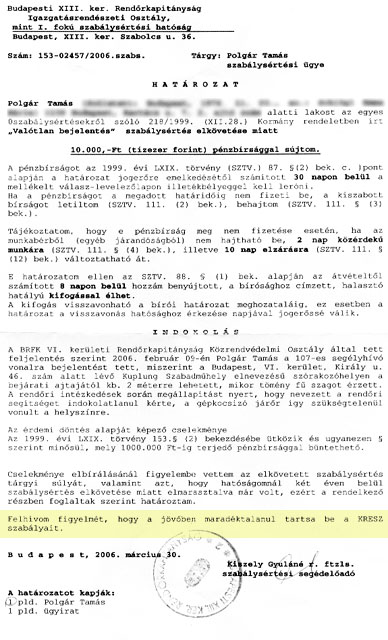 Budapesti XIII. ker. Rendőrkapitányság
Igazgatásrendészeti Osztály,
mint I. fokú szabálysértési hatóság
Budapest, XIII. ker. Szabolcs u. 36.
Szám: 153-02457/2006.szabs. Tárgy: Polgár Tamás
szabálysértési ügye
H A T Á R O Z A T
Polgár Tamás
alatti lakost az egyes
szabálysértésekről szóló 218/1999. (XII.28.) Kormány rendeletben írt
„Valótlan bejelentés” szabálysértés elkövetése miatt
10.000,-Ft (tízezer forint) pénzbírsággal sújtom.
A pénzbírságot az 1999. évi LXIX. törvény (SZTV.) 87. §(2) bek. c. )pont
alapján a határozat jogerőre emelkedésétől számított 30 napon belül a
mellékelt válasz-levelezőlapon illetékbélyeggel kell leróni.
Ha a pénzbírságot a megadott határidőig nem fizeti be, a kiszabott
bírságot letiltom (SZTV. 111. (2) bek.), behajtom (SZTV. 111. § (3)
bek.).
Tájékoztatom, hogy e pénzbírság meg nem fizetése esetén, ha az
munkabérből (egyéb járandóságból) nem hajtható be, 2 nap közérdekű
munkára (SZTV. 111. § (4) bek.), illetve 10 nap elzárásra (SZTV. 111. §
(12) bek.) változtatható át.
E határozatom ellen az SZTV. 88. § (1) bek. alapján az átvételtől
számított 8 napon belül hozzám benyújtott, a bírósághoz címzett, halasztó
hatályú kifogással élhet.
A kifogás visszavonható a bírói határozat meghozataláig, ez esetben a
határozat a visszavonás hatósághoz érkezése napjával jogerőssé válik.
I N D O K O L Á S
A BRFK VI. kerületi Rendőrkapitányság Közrendvédelmi Osztály által tett
feljelentés szerint 2006. február 09-én Polgár Tamás a 107-es segélyhívó
vonalra bejelentést tett, miszerint a Budapest, VI. kerület, Király u.
46. szám alatt lévő Kuplung Szabadműhely elnevezésű szórakozóhelyen a
bejárati ajtajától kb. 2 méterre lehetett, mikor tömény fű szagot érzett.
A rendőri intézkedések során megállapítást nyert, hogy nevezett a rendőri
segítséget indokolatlanul kérte, a gépkocsizó járőr így szükségtelenül
vonult a helyszínre.
Az érdemi döntés alapját képező cselekménye
Az 1999. évi LXIX. törvény 153.§ (2) bekezdésébe ütközik és ugyanezen §
szerint minősül, mely 1000.000 Ft-ig terjedő pénzbírsággal büntethető.
Cselekménye elbírálásánál figyelembe vettem az elkövetett szabálysértés
tárgyi súlyát, valamint azt, hogy hatóságomnál két éven belül
szabálysértés elkövetése miatt elmarasztalva már volt, ezért a rendelkező
részben foglaltak szerint határoztam.
Felhívom figyelmét, hogy a jövőben maradéktalanul tartsa be a KRESZ
szabályait.
B u d a p e s t, 2006. március 30.
Kiszely Gyuláné r. ftzls.
szabálysértési segédelőadó
A határozatot kapják:
1 pld. Polgár Tamás
1 pld. ügyirat